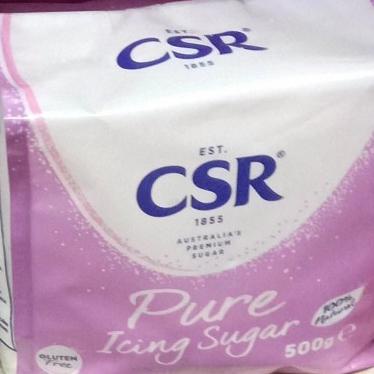 EST.
CSR®
1855
EST.
CSR®
1855
AUSTRALIA'S
PREMIUM
SUGAR
Pure
Icing Sugar
100%
Natural
500g e
GLUTEN
Free